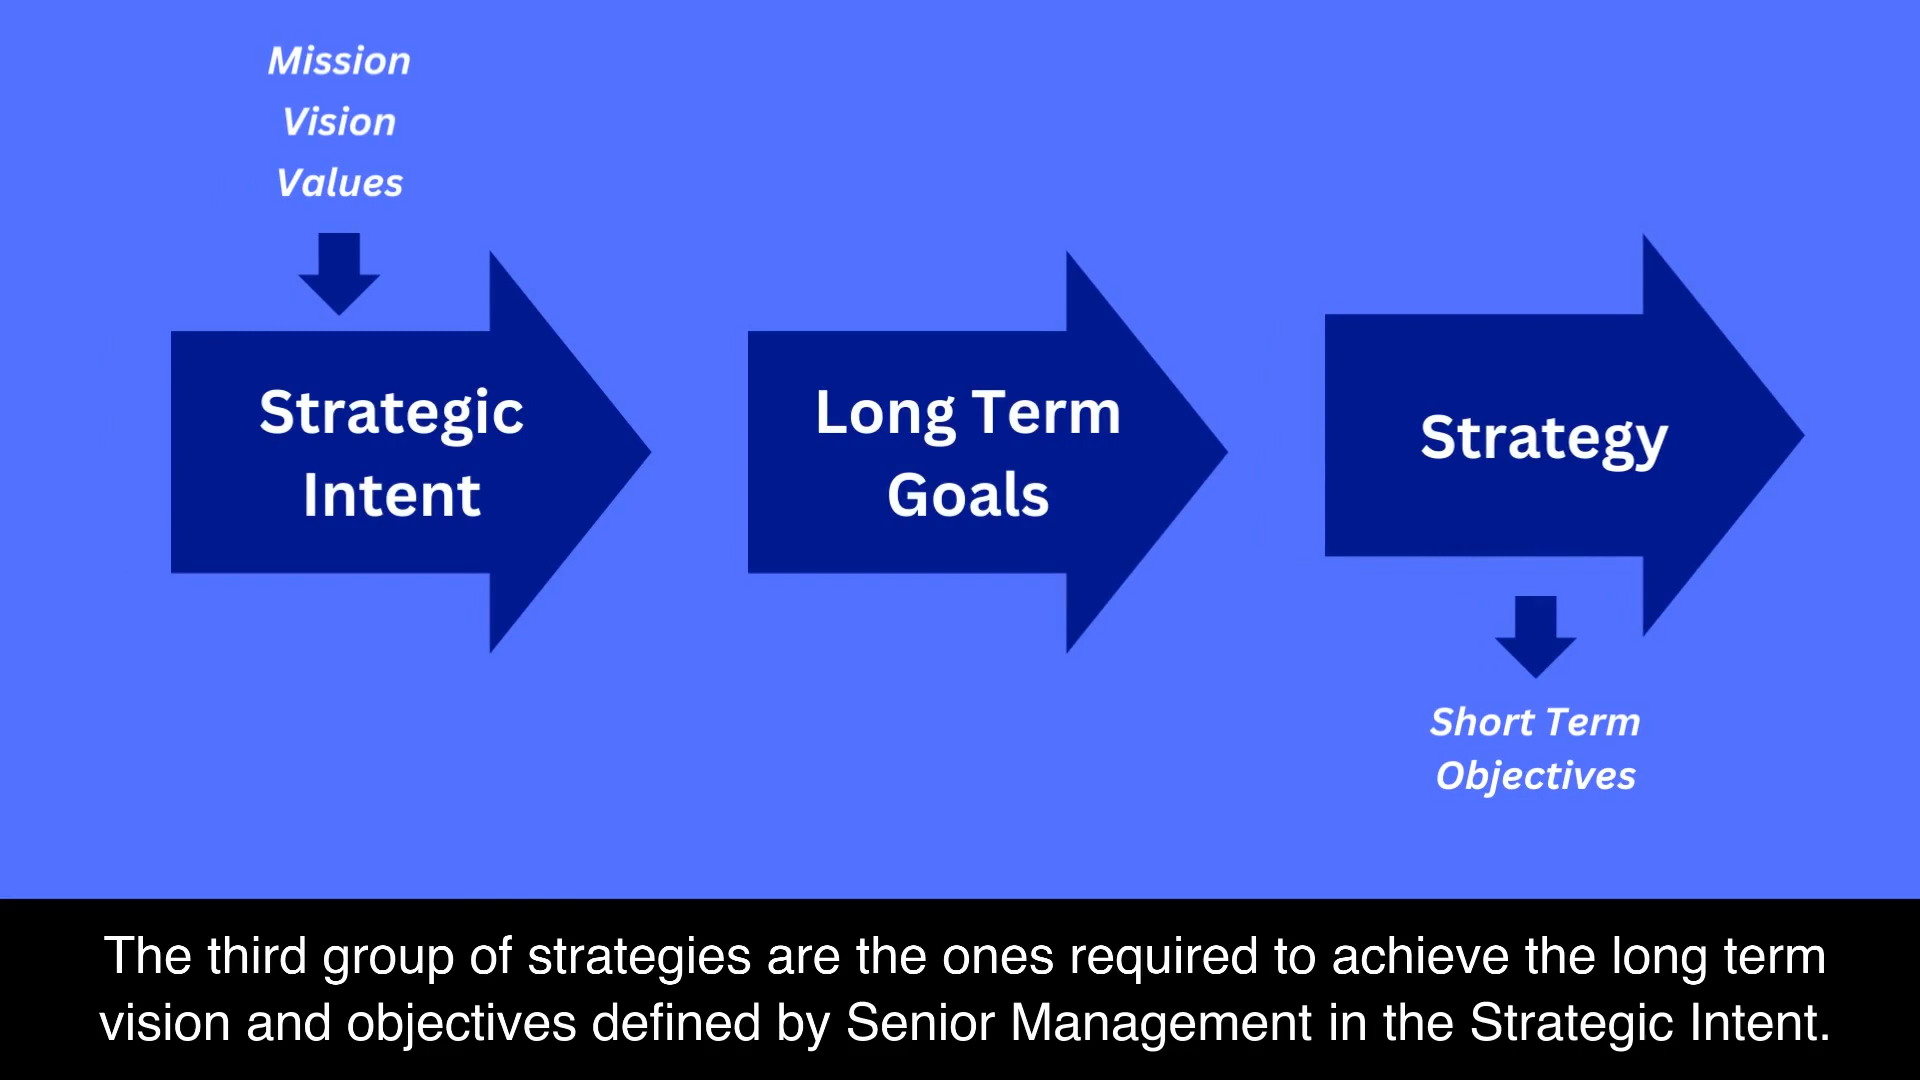 Mission
Vision
Values
Strategic
Intent
Long Term
Goals
Strategy
Short Term
Objectives
The third group of strategies are the ones required to achieve the long term
vision and objectives defined by Senior Management in the Strategic Intent.